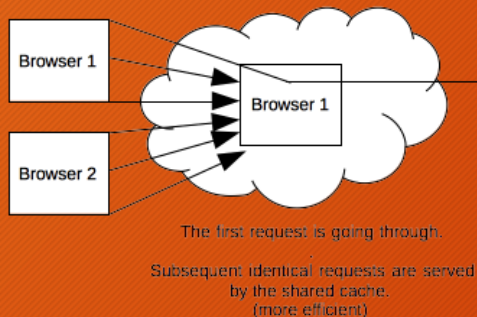 Browser 1
Browser 1
Browser 2
The first request is going through.
.
Subsequent identical requests are served
by the shared cache.
(more efficient)